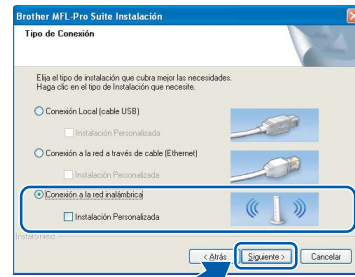 Brother MFL-Pro Suite Instalación
Tipo de Conexión
Elija el tipo de instalación que cubra mejor las necesidades.
Haga clic en el tipo de Instalación que necesite.
Conexión Local (cable USB)
Instalación Personalizada
Conexión a la red a través de cable (Ethernet)
Instalación Personalizada
Conexión a la red inalámbrica
Instalación Personalizada
InstallShield
< Atrás
Siguiente >
Cancelar